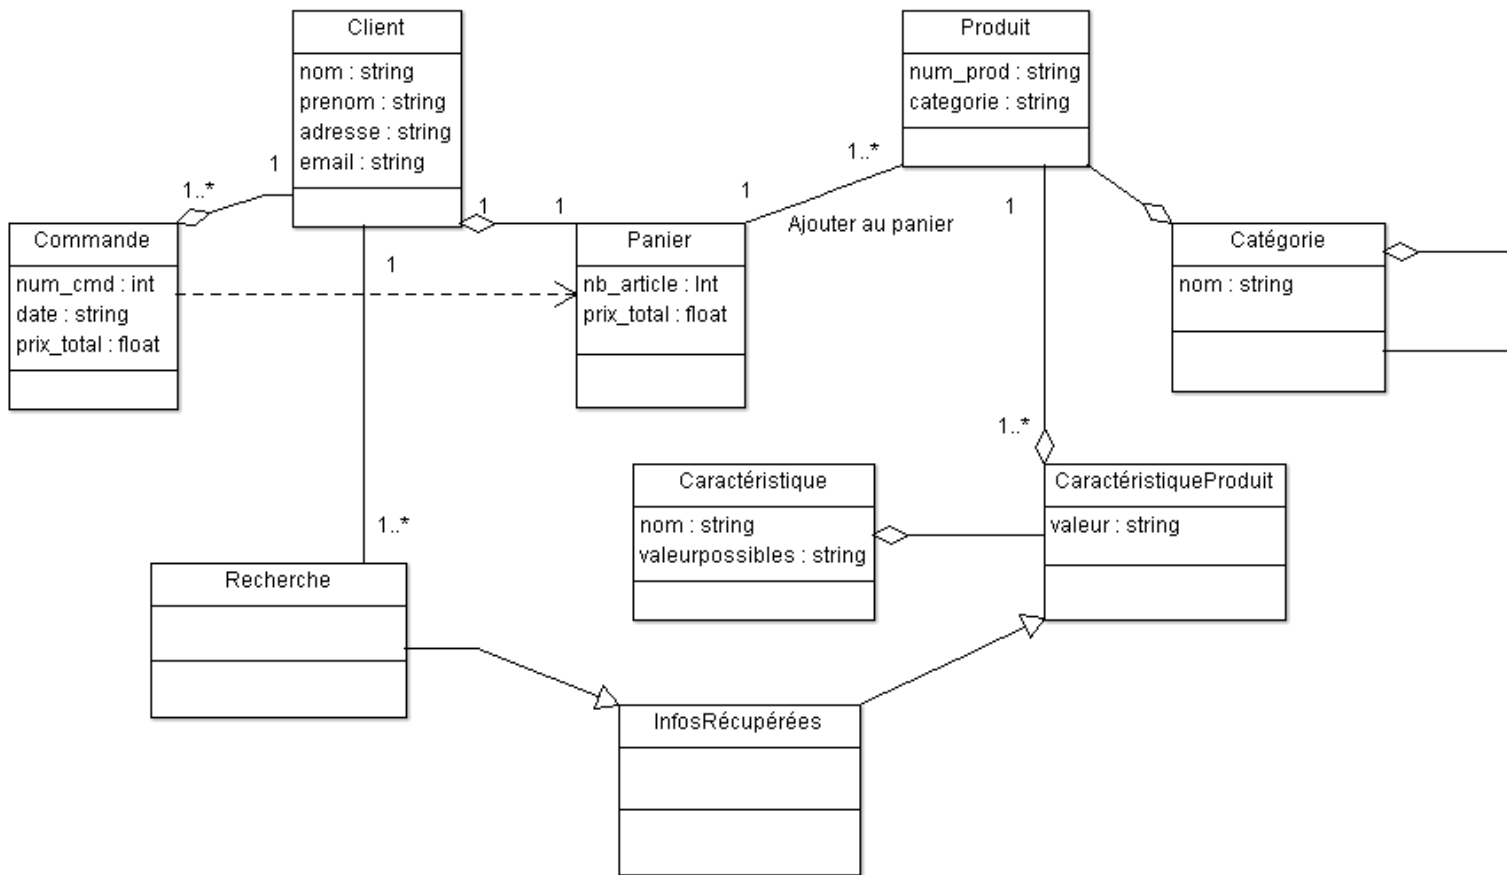 Client
nom : string
prenom : string
adresse : string
email : string
Produit
num_prod : string
categorie : string
1
1..*
1..*
1
Ajouter au panier
1
1
1
1
Commande
num_cmd : int
date : string
prix_total : float
Panier
nb_article : Int
prix_total : float
Catégorie
nom : string
1
1..*
Caractéristique
nom : string
valeurpossibles : string
CaractéristiqueProduit
valeur : string
1..*
Recherche
InfosRécupérées